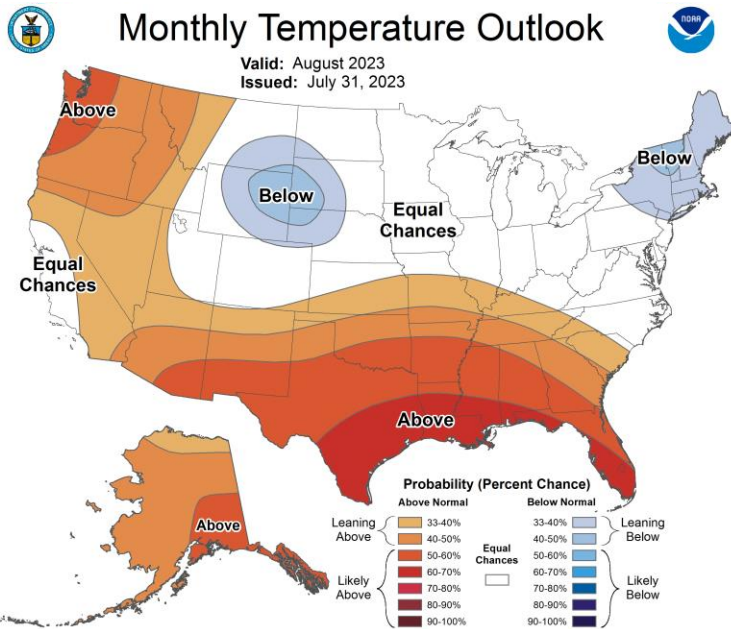 Monthly Temperature Outlook
NOAA
Valid: August 2023
Issued: July 31, 2023
Above
Below
Below
Equal
Chances
Equal
Chances
Above
Above
Probability (Percent Chance)
Above Normal
Below Normal
Leaning
Above
33-40%
40-50%
Likely
Above
50-60%
60-70%
70-80%
80-90%
90-100%
Equal
Chances
33-40%
40-50%
Leaning
Below
50-60%
60-70%
70-80%
80-90%
90-100%
Likely
Below